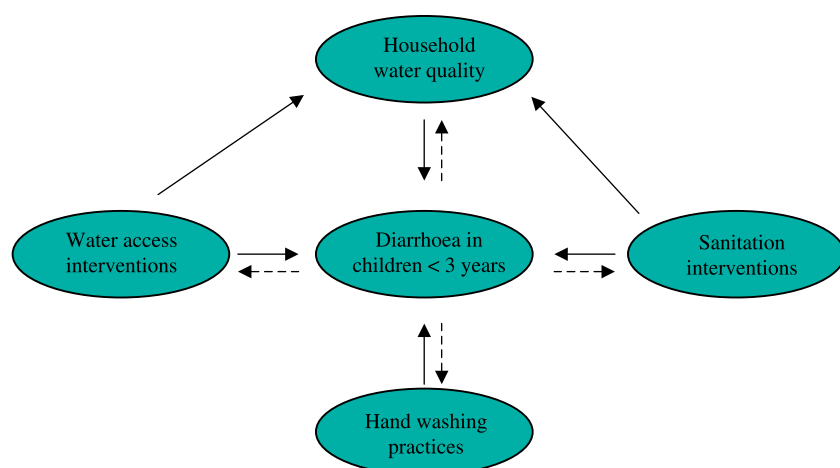 Household
water quality
Water access
interventions
Diarrhoea in
children < 3 years
Sanitation
interventions
Hand washing
practices